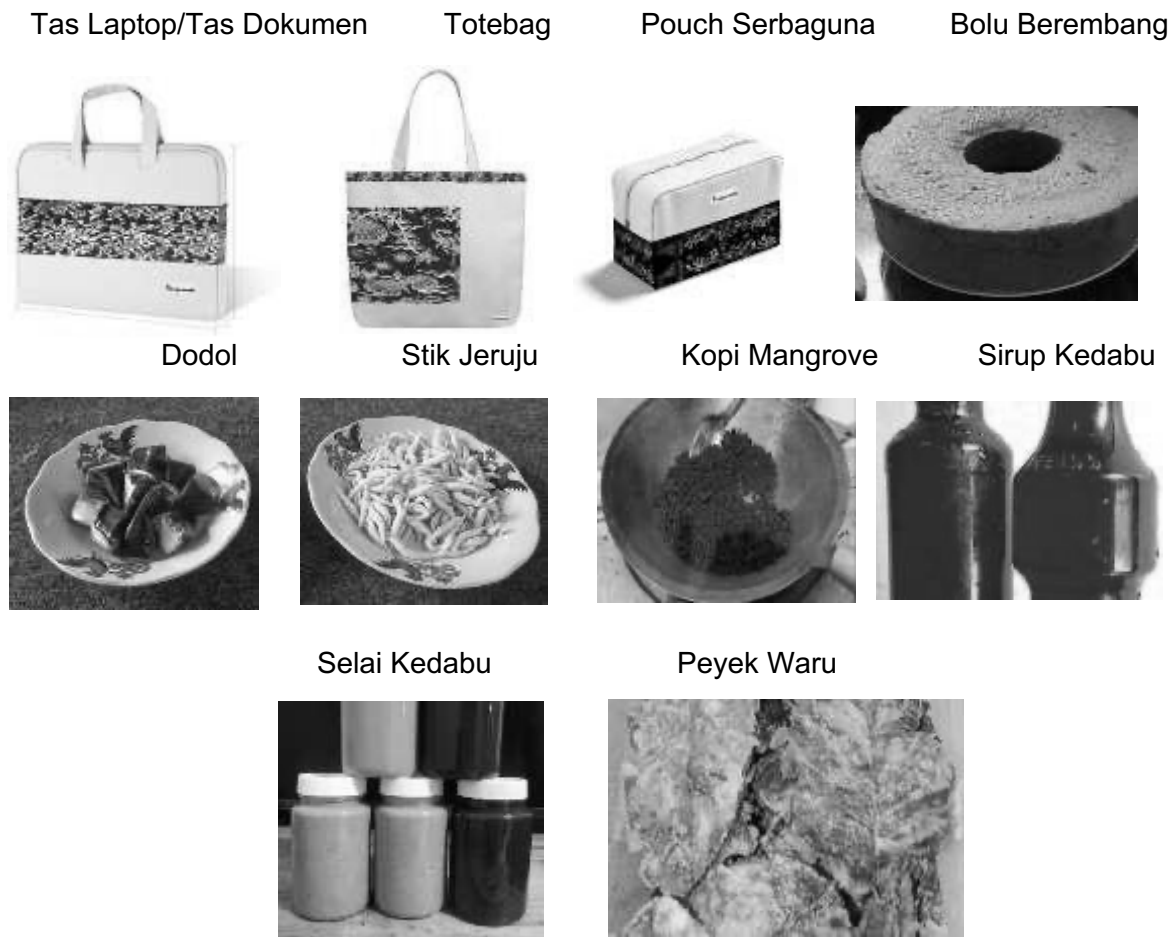 Tas Laptop/Tas Dokumen Totebag Pouch Serbaguna Bolu Berembang
Dodol Stik Jeruju Kopi Mangrove Sirup Kedabu
Selai Kedabu Peyek Waru